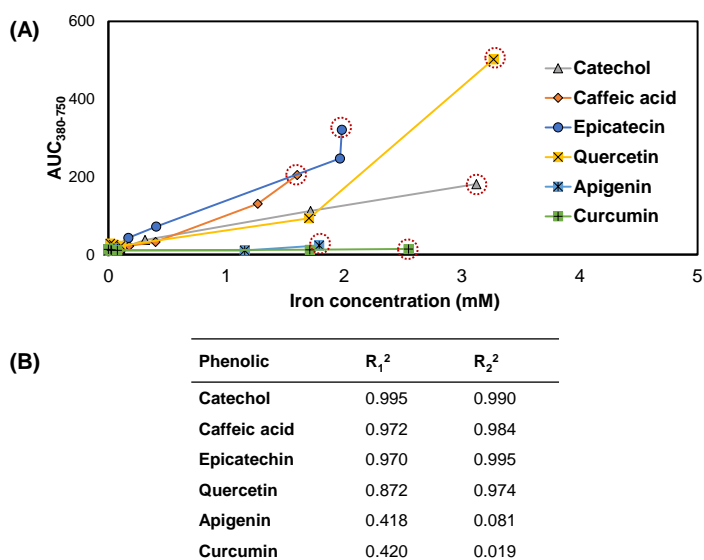 (A)
600
400
200
0
AUC380-750
0 1 2 3 4 5
Iron concentration (mM)
Catechol
Caffeic acid
Epicatecin
Quercetin
Apigenin
Curcumin
(B)
Phenolic R₁² R₂²
Catechol 0.995 0.990
Caffeic acid 0.972 0.984
Epicatechin 0.970 0.995
Quercetin 0.872 0.974
Apigenin 0.418 0.081
Curcumin 0.420 0.019